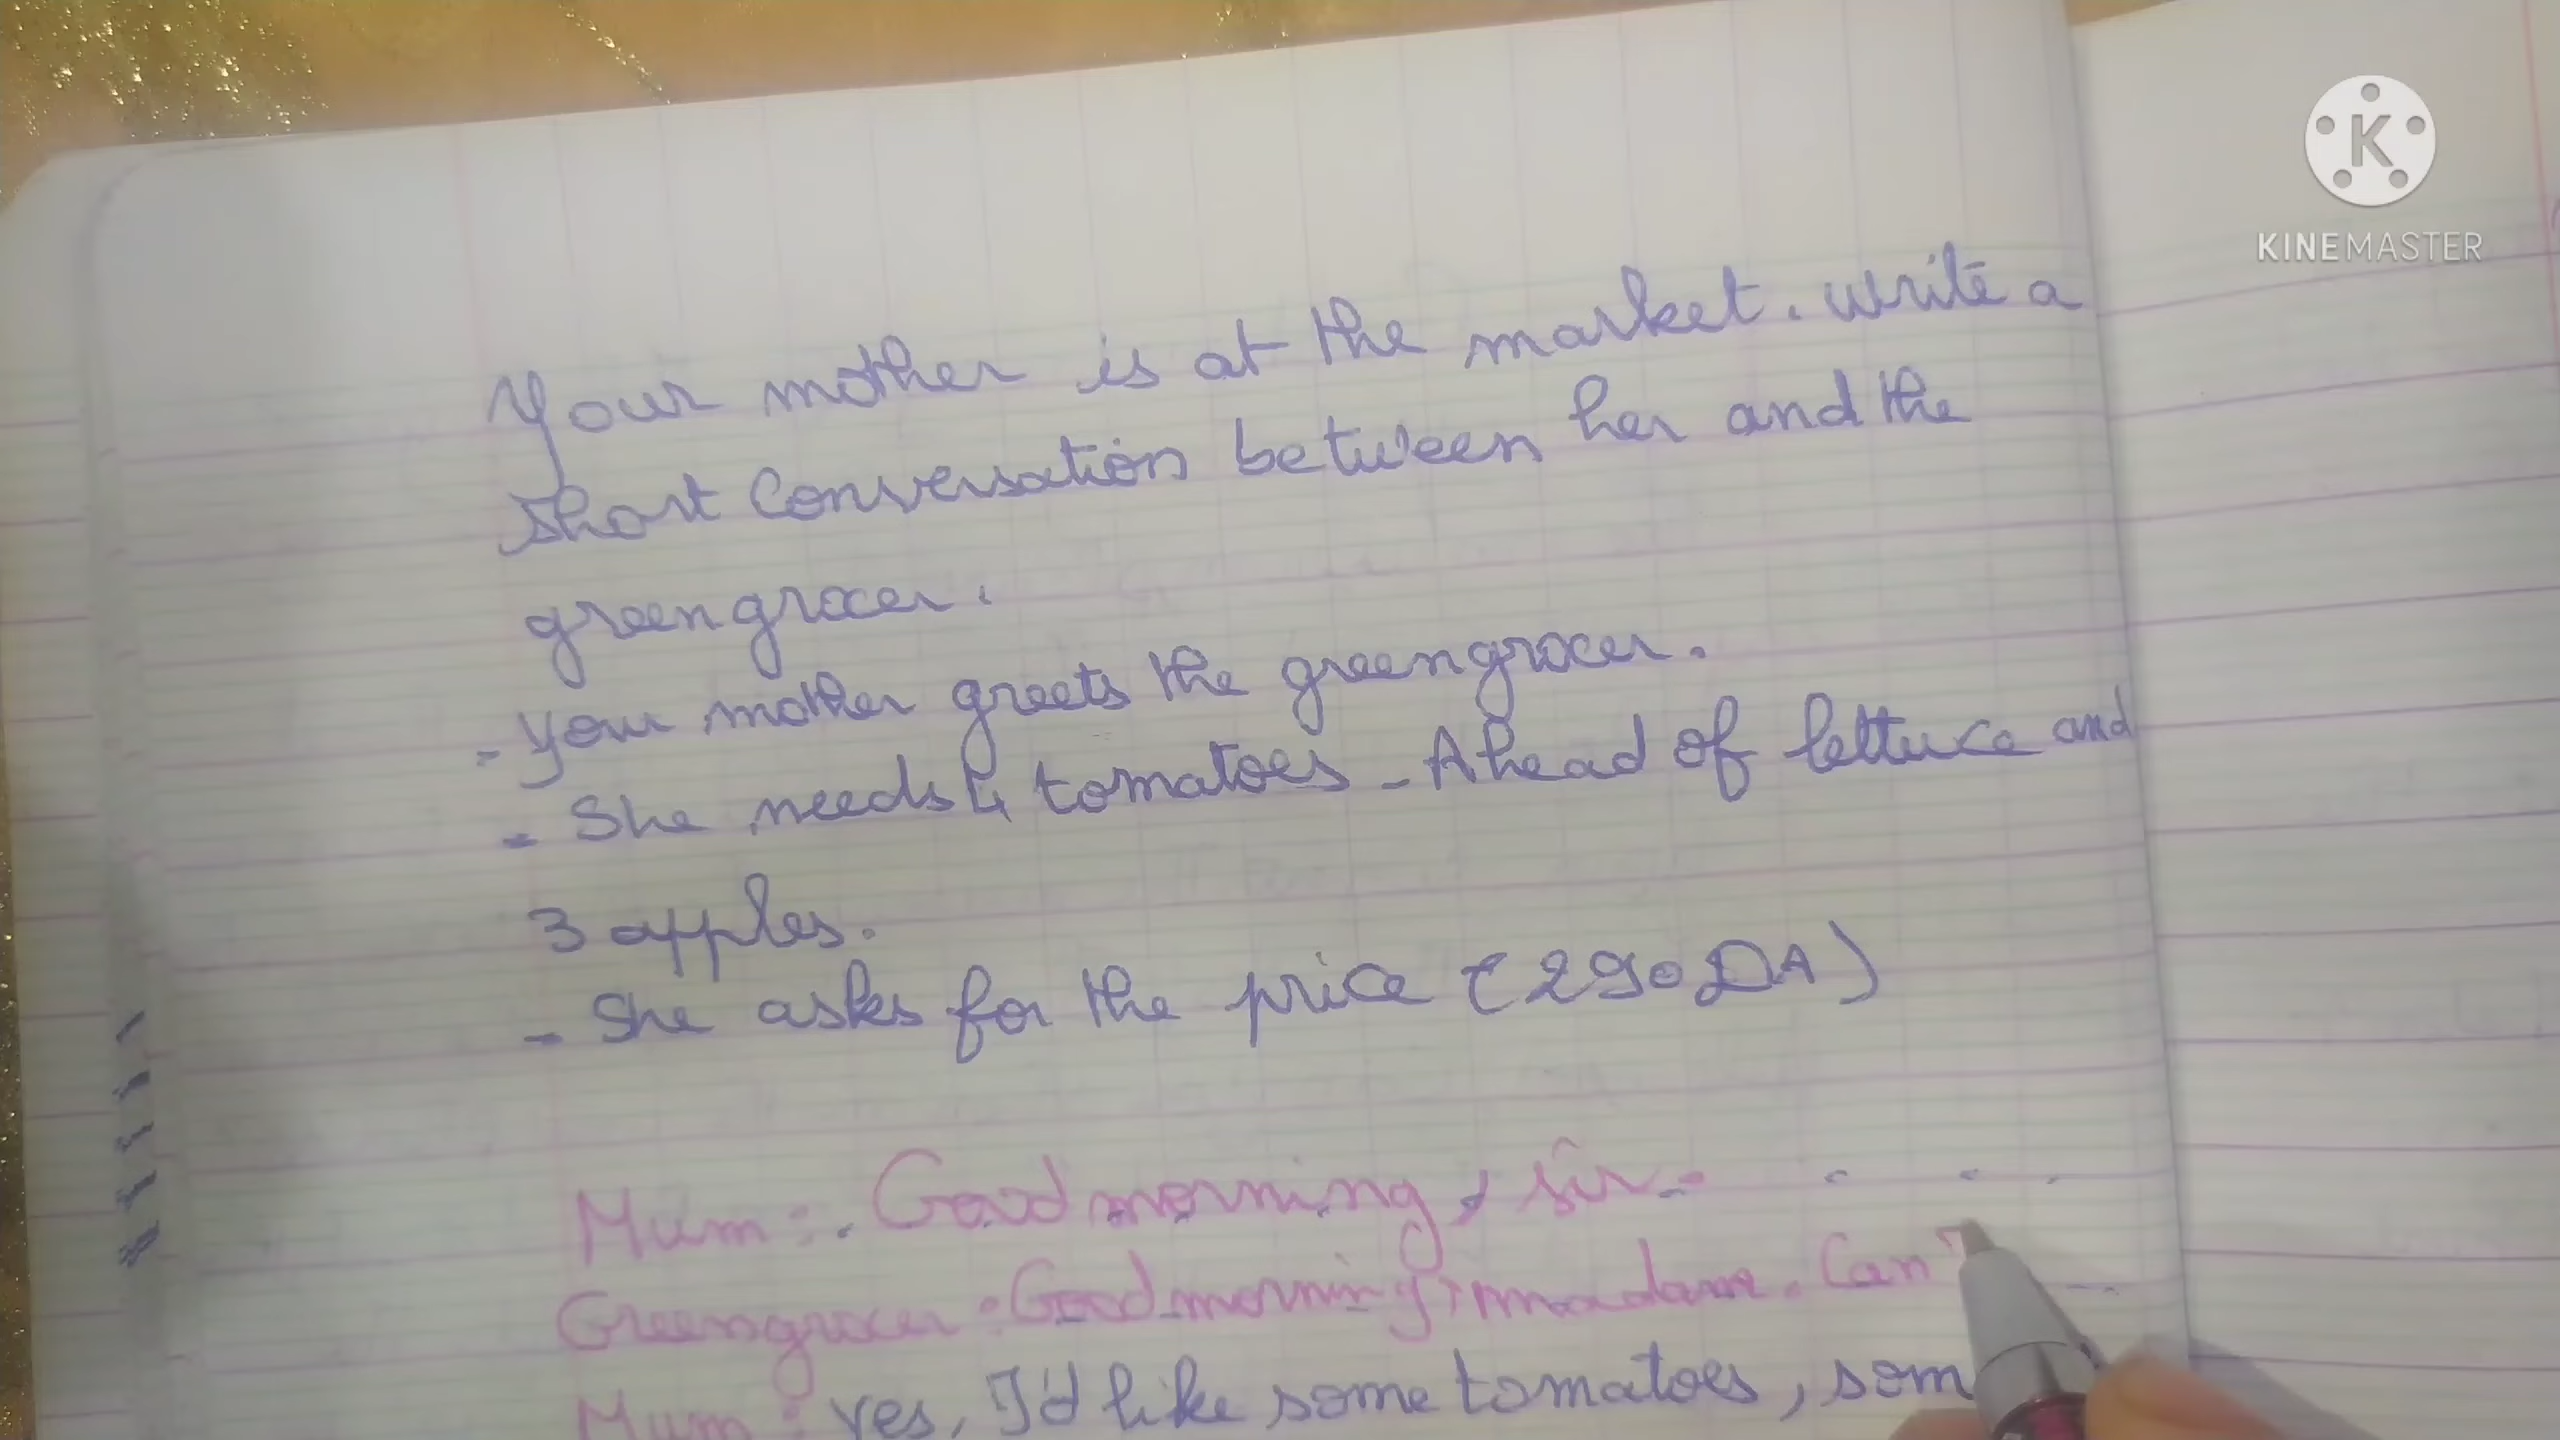 K
KINEMASTER
Your mother is at the market. Write a
short Conversation between her and the
greengrocer.
- Your mother greets the greengrocer.
- She needs 4 tomatoes - A head of lettuce and
3 apples.
- She asks for the price (290 DA)
Mum: Good morning, sir.
Greengrocer: Good morning, madam. Can
Mum: Yes, I'd like some tomatoes, som